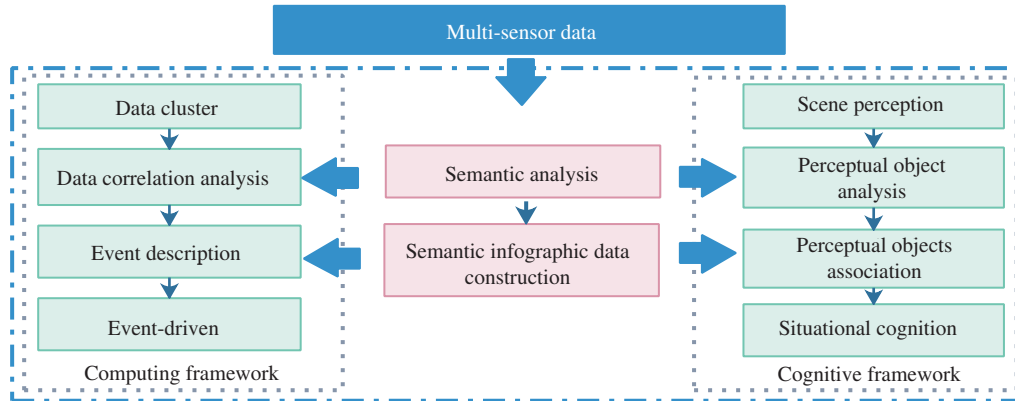 Multi-sensor data
Data cluster
Data correlation analysis
Event description
Event-driven
Computing framework
Semantic analysis
Semantic infographic data
construction
Scene perception
Perceptual object
analysis
Perceptual objects
association
Situational cognition
Cognitive framework